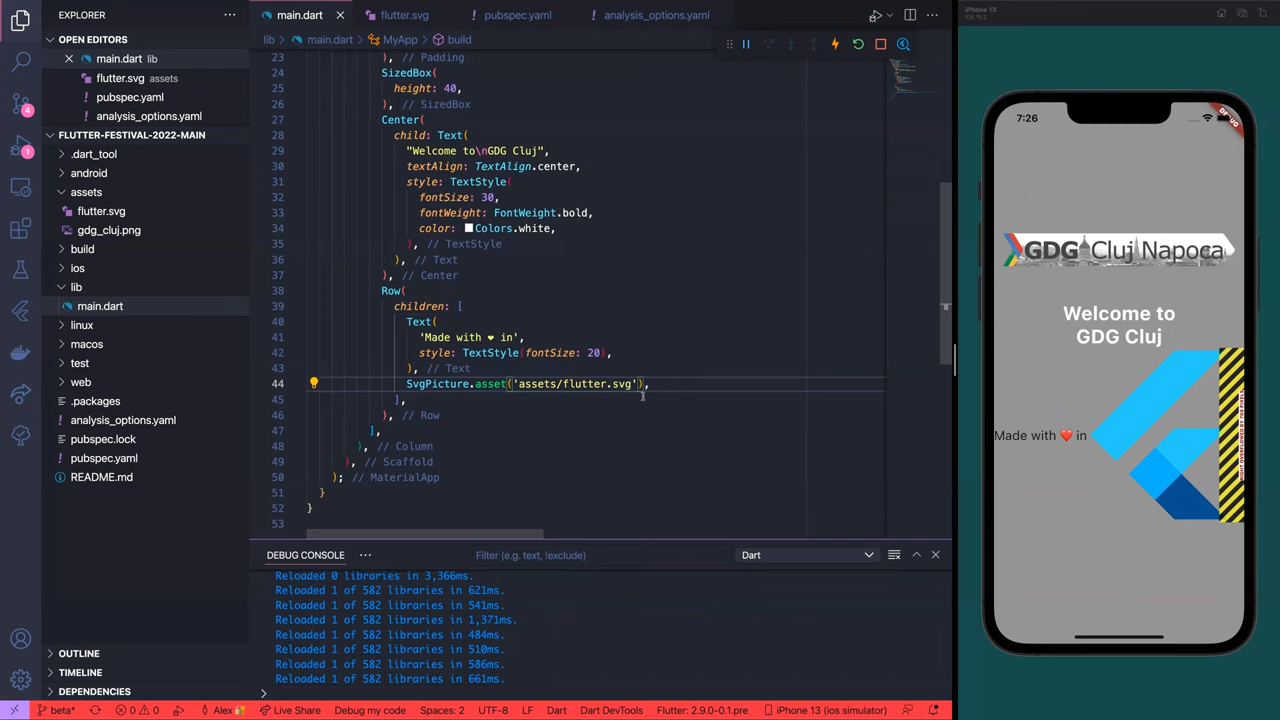 EXPLORER
OPEN EDITORS
main.dart lib
flutter.svg assets
pubspec.yaml
analysis_options.yaml
FLUTTER-FESTIVAL-2022-MAIN
.dart_tool
android
assets
flutter.svg
gdg_cluj.png
build
ios
lib
main.dart
linux
macos
test
web
.packages
analysis_options.yaml
pubspec.lock
pubspec.yaml
README.md
OUTLINE
TIMELINE
DEPENDENCIES
4
1
main.dart
flutter.svg
pubspec.yaml
analysis_options.yaml
lib > main.dart > MyApp > build
23 ), // Padding
24 SizedBox(
25 height: 40,
26 ), // SizedBox
27 Center(
28 child: Text(
29 "Welcome to\nGDG Cluj",
30 textAlign: TextAlign.center,
31 style: TextStyle(
32 fontSize: 30,
33 fontWeight: FontWeight.bold,
34 color: Colors.white,
35 ), // TextStyle
36 ), // Text
37 ), // Center
38 Row(
39 children: [
40 Text(
41 'Made with ❤ in',
42 style: TextStyle(fontSize: 20),
43 ), // Text
44 SvgPicture.asset('assets/flutter.svg'),
45 ],
46 ), // Row
47 ],
48 ), // Column
49 ), // Scaffold
50 ); // MaterialApp
51 }
52 }
53
DEBUG CONSOLE
Filter (e.g. text, !exclude)
Dart
Reloaded 0 libraries in 3,366ms.
Reloaded 1 of 582 libraries in 621ms.
Reloaded 1 of 582 libraries in 541ms.
Reloaded 1 of 582 libraries in 1,371ms.
Reloaded 1 of 582 libraries in 484ms.
Reloaded 1 of 582 libraries in 510ms.
Reloaded 1 of 582 libraries in 586ms.
Reloaded 1 of 582 libraries in 661ms.
beta* 0 0 Alex Live Share Debug my code Spaces: 2 UTF-8 LF Dart Dart DevTools Flutter: 2.9.0-0.1.pre iPhone 13 (ios simulator)
iPhone 13
7:26
DEBUG
GDG Cluj Napoca
Welcome to
GDG Cluj
Made with ❤️ in